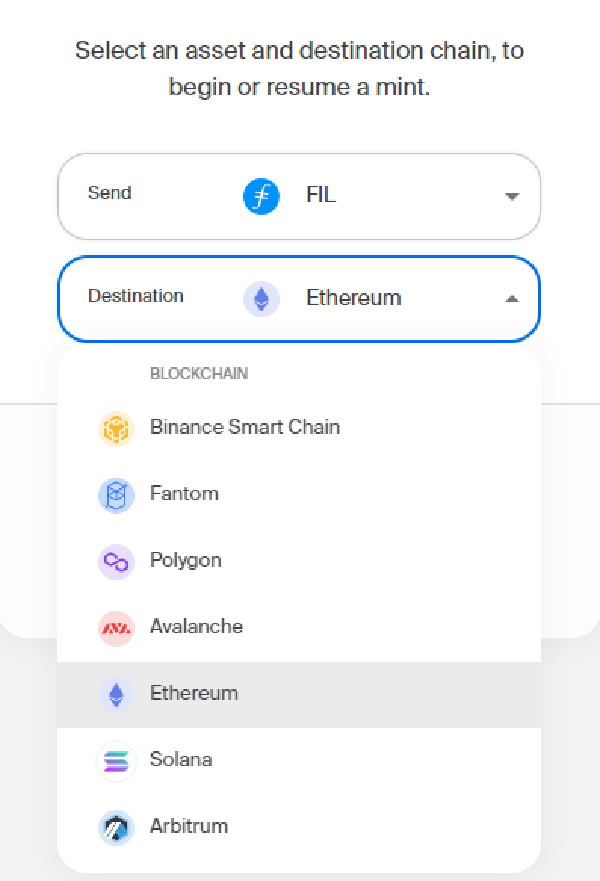 Select an asset and destination chain, to
begin or resume a mint.
Send FIL
Destination Ethereum
BLOCKCHAIN
Binance Smart Chain
Fantom
Polygon
Avalanche
Ethereum
Solana
Arbitrum